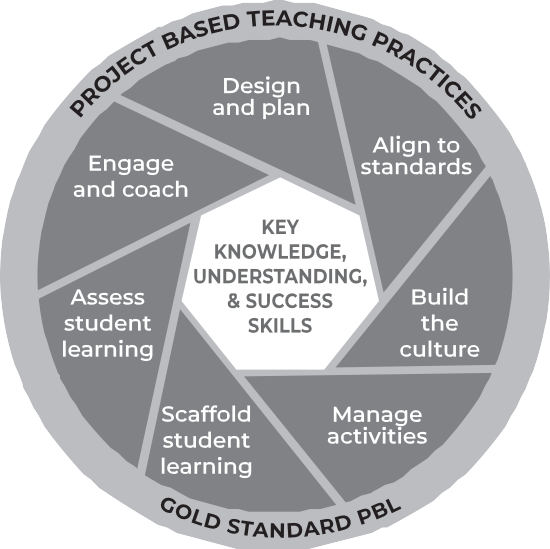 PROJECT BASED TEACHING PRACTICES
Design
and plan
Align to
standards
Build
the
culture
Manage
activities
Scaffold
student
learning
Assess
student
learning
Engage
and coach
KEY
KNOWLEDGE,
UNDERSTANDING,
& SUCCESS
SKILLS
GOLD STANDARD PBL